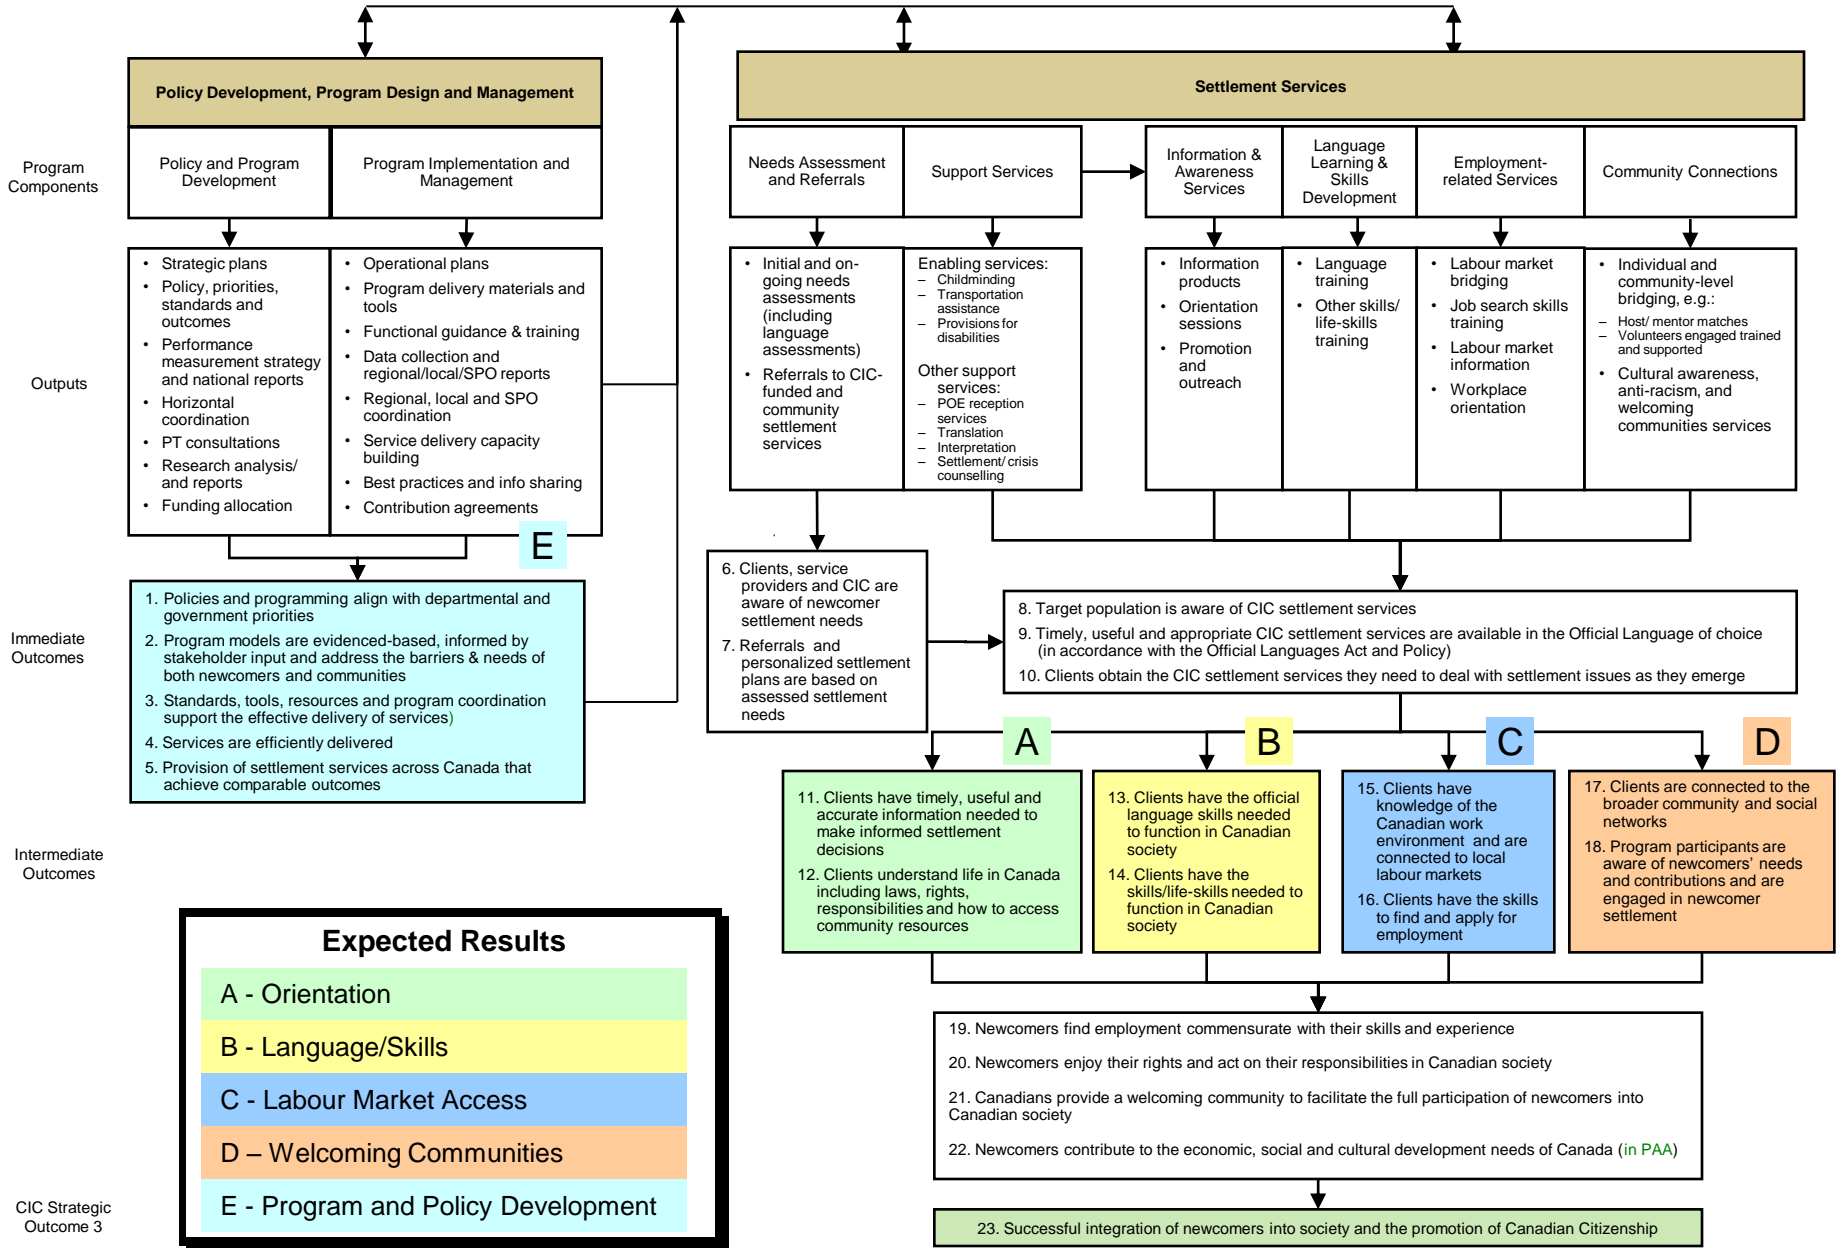 Policy Development, Program Design and Management
Settlement Services
Program
Components
Policy and Program
Development
Program Implementation and
Management
Needs Assessment
and Referrals
Support Services
Information &
Awareness
Services
Language
Learning &
Skills
Development
Employment-
related Services
Community Connections
Outputs
• Strategic plans
• Policy, priorities,
standards and
outcomes
• Performance
measurement strategy
and national reports
• Horizontal
coordination
• PT consultations
• Research analysis/
and reports
• Funding allocation
• Operational plans
• Program delivery materials and
tools
• Functional guidance & training
• Data collection and
regional/local/SPO reports
• Regional, local and SPO
coordination
• Service delivery capacity
building
• Best practices and info sharing
• Contribution agreements
• Initial and on-
going needs
assessments
(including
language
assessments)
• Referrals to CIC-
funded and
community
settlement
services
Enabling services:
– Childminding
– Transportation
assistance
– Provisions for
disabilities
Other support
services:
– POE reception
services
– Translation
– Interpretation
– Settlement/ crisis
counselling
• Information
products
• Orientation
sessions
• Promotion
and
outreach
• Language
training
• Other skills/
life-skills
training
• Labour market
bridging
• Job search skills
training
• Labour market
information
• Workplace
orientation
• Individual and
community-level
bridging, e.g.:
– Host/ mentor matches
– Volunteers engaged trained
and supported
• Cultural awareness,
anti-racism, and
welcoming
communities services
E
Immediate
Outcomes
1. Policies and programming align with departmental and
government priorities
2. Program models are evidenced-based, informed by
stakeholder input and address the barriers & needs of
both newcomers and communities
3. Standards, tools, resources and program coordination
support the effective delivery of services)
4. Services are efficiently delivered
5. Provision of settlement services across Canada that
achieve comparable outcomes
6. Clients, service
providers and CIC are
aware of newcomer
settlement needs
7. Referrals and
personalized settlement
plans are based on
assessed settlement
needs
8. Target population is aware of CIC settlement services
9. Timely, useful and appropriate CIC settlement services are available in the Official Language of choice
(in accordance with the Official Languages Act and Policy)
10. Clients obtain the CIC settlement services they need to deal with settlement issues as they emerge
A
B
C
D
Intermediate
Outcomes
11. Clients have timely, useful and
accurate information needed to
make informed settlement
decisions
12. Clients understand life in Canada
including laws, rights,
responsibilities and how to access
community resources
13. Clients have the official
language skills needed
to function in Canadian
society
14. Clients have the
skills/life-skills needed to
function in Canadian
society
15. Clients have
knowledge of the
Canadian work
environment and are
connected to local
labour markets
16. Clients have the skills
to find and apply for
employment
17. Clients are connected to the
broader community and social
networks
18. Program participants are
aware of newcomers' needs
and contributions and are
engaged in newcomer
settlement
Expected Results
A - Orientation
B - Language/Skills
C - Labour Market Access
D – Welcoming Communities
E - Program and Policy Development
19. Newcomers find employment commensurate with their skills and experience
20. Newcomers enjoy their rights and act on their responsibilities in Canadian society
21. Canadians provide a welcoming community to facilitate the full participation of newcomers into
Canadian society
22. Newcomers contribute to the economic, social and cultural development needs of Canada (in PAA)
CIC Strategic
Outcome 3
23. Successful integration of newcomers into society and the promotion of Canadian Citizenship